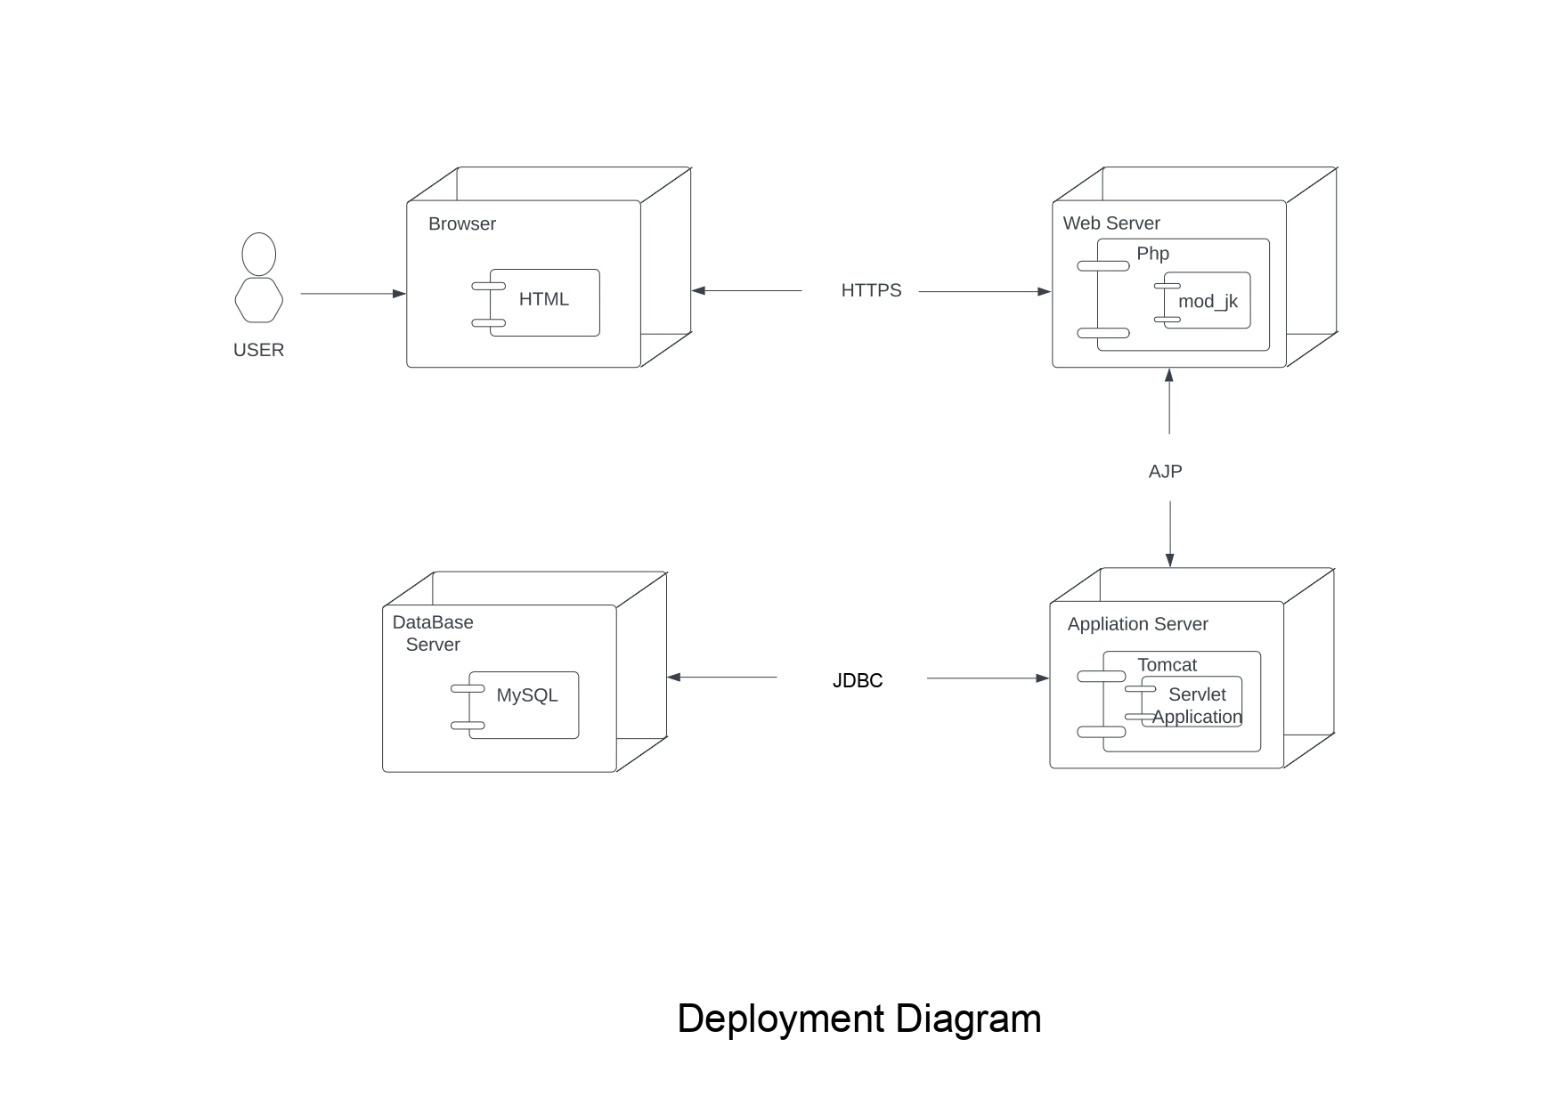 Browser
HTML
USER
HTTPS
Web Server
Php
mod_jk
AJP
DataBase
Server
MySQL
JDBC
Appliation Server
Tomcat
Servlet
Application
Deployment Diagram